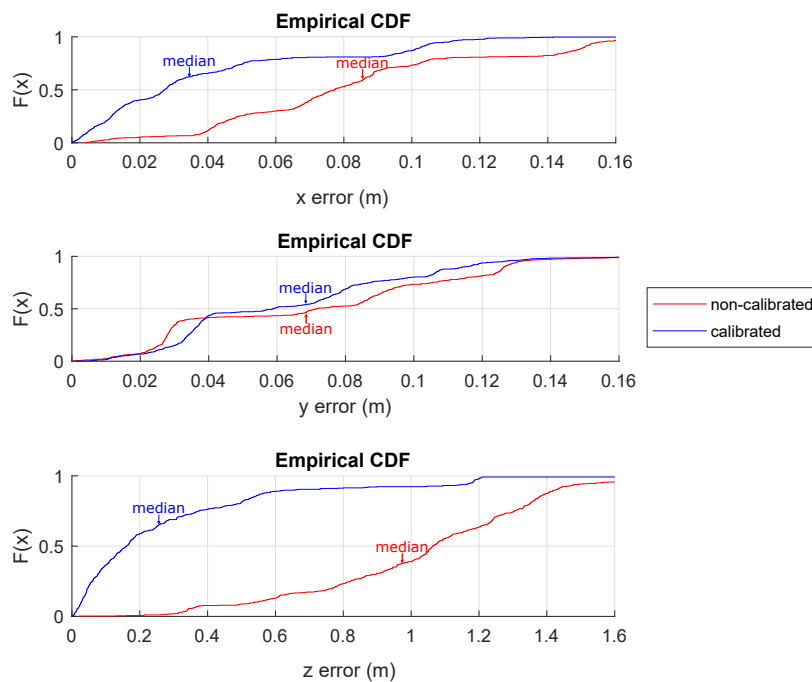 Empirical CDF
1
median
median
0.5
F(x)
0
0 0.02 0.04 0.06 0.08 0.1 0.12 0.14 0.16
x error (m)
Empirical CDF
1
median
0.5
median
F(x)
0
0 0.02 0.04 0.06 0.08 0.1 0.12 0.14 0.16
y error (m)
non-calibrated
calibrated
Empirical CDF
1
median
median
0.5
F(x)
0
0 0.2 0.4 0.6 0.8 1 1.2 1.4 1.6
z error (m)